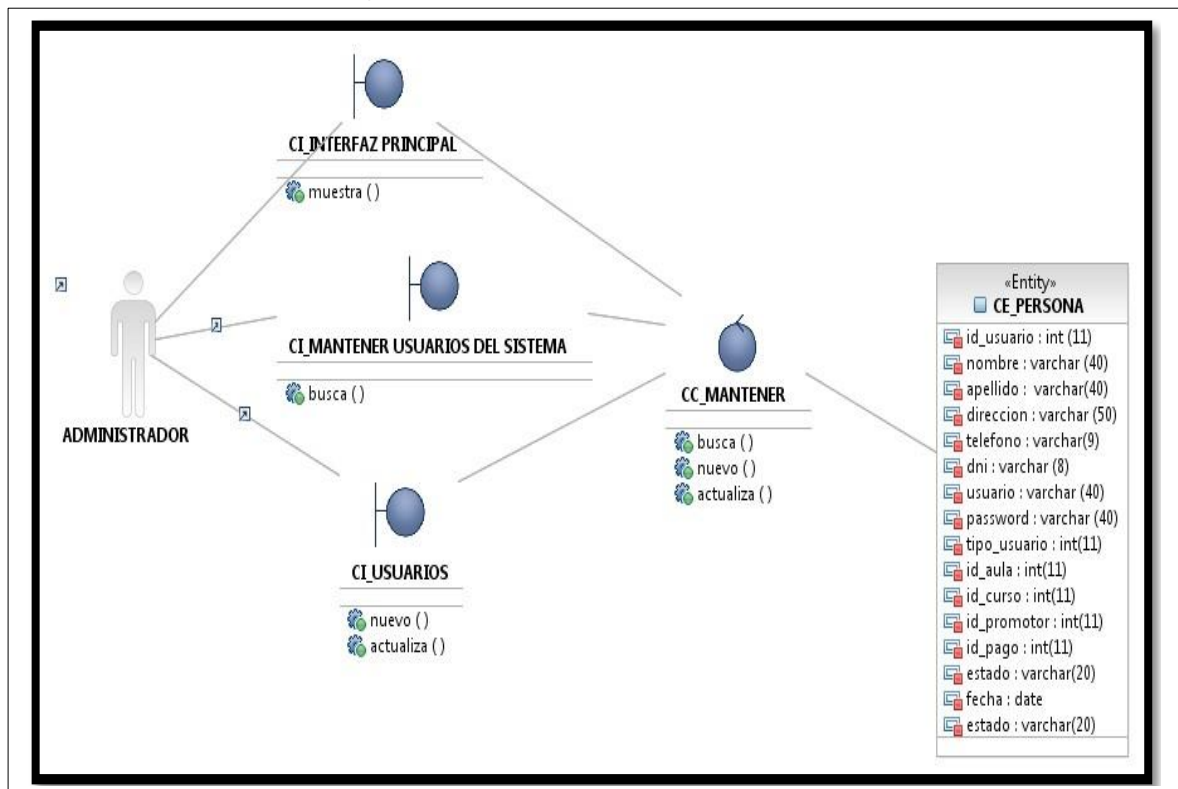 CI_INTERFAZ PRINCIPAL
muestra ( )
CI_MANTENER USUARIOS DEL SISTEMA
busca ( )
ADMINISTRADOR
CI_USUARIOS
nuevo ( )
actualiza ( )
CC_MANTENER
busca ( )
nuevo ( )
actualiza ( )
«Entity»
CE_PERSONA
id_usuario : int (11)
nombre : varchar (40)
apellido : varchar(40)
direccion : varchar (50)
telefono : varchar(9)
dni : varchar (8)
usuario : varchar (40)
password : varchar (40)
tipo_usuario : int(11)
id_aula : int(11)
id_curso : int(11)
id_promotor : int(11)
id_pago : int(11)
estado : varchar(20)
fecha : date
estado : varchar(20)